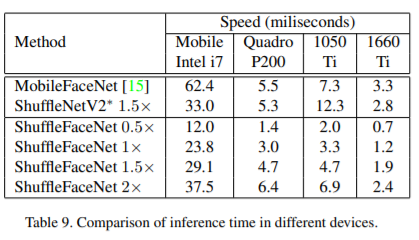 Speed (miliseconds)
Method Mobile Quadro 1050 1660
Intel i7 P200 Ti Ti
MobileFaceNet [15] 62.4 5.5 7.3 3.3
ShuffleNetV2* 1.5× 33.0 5.3 12.3 2.8
ShuffleFaceNet 0.5× 12.0 1.4 2.0 0.7
ShuffleFaceNet 1× 23.8 3.0 3.3 1.2
ShuffleFaceNet 1.5× 29.1 4.7 4.7 1.9
ShuffleFaceNet 2× 37.5 6.4 6.9 2.4
Table 9. Comparison of inference time in different devices.